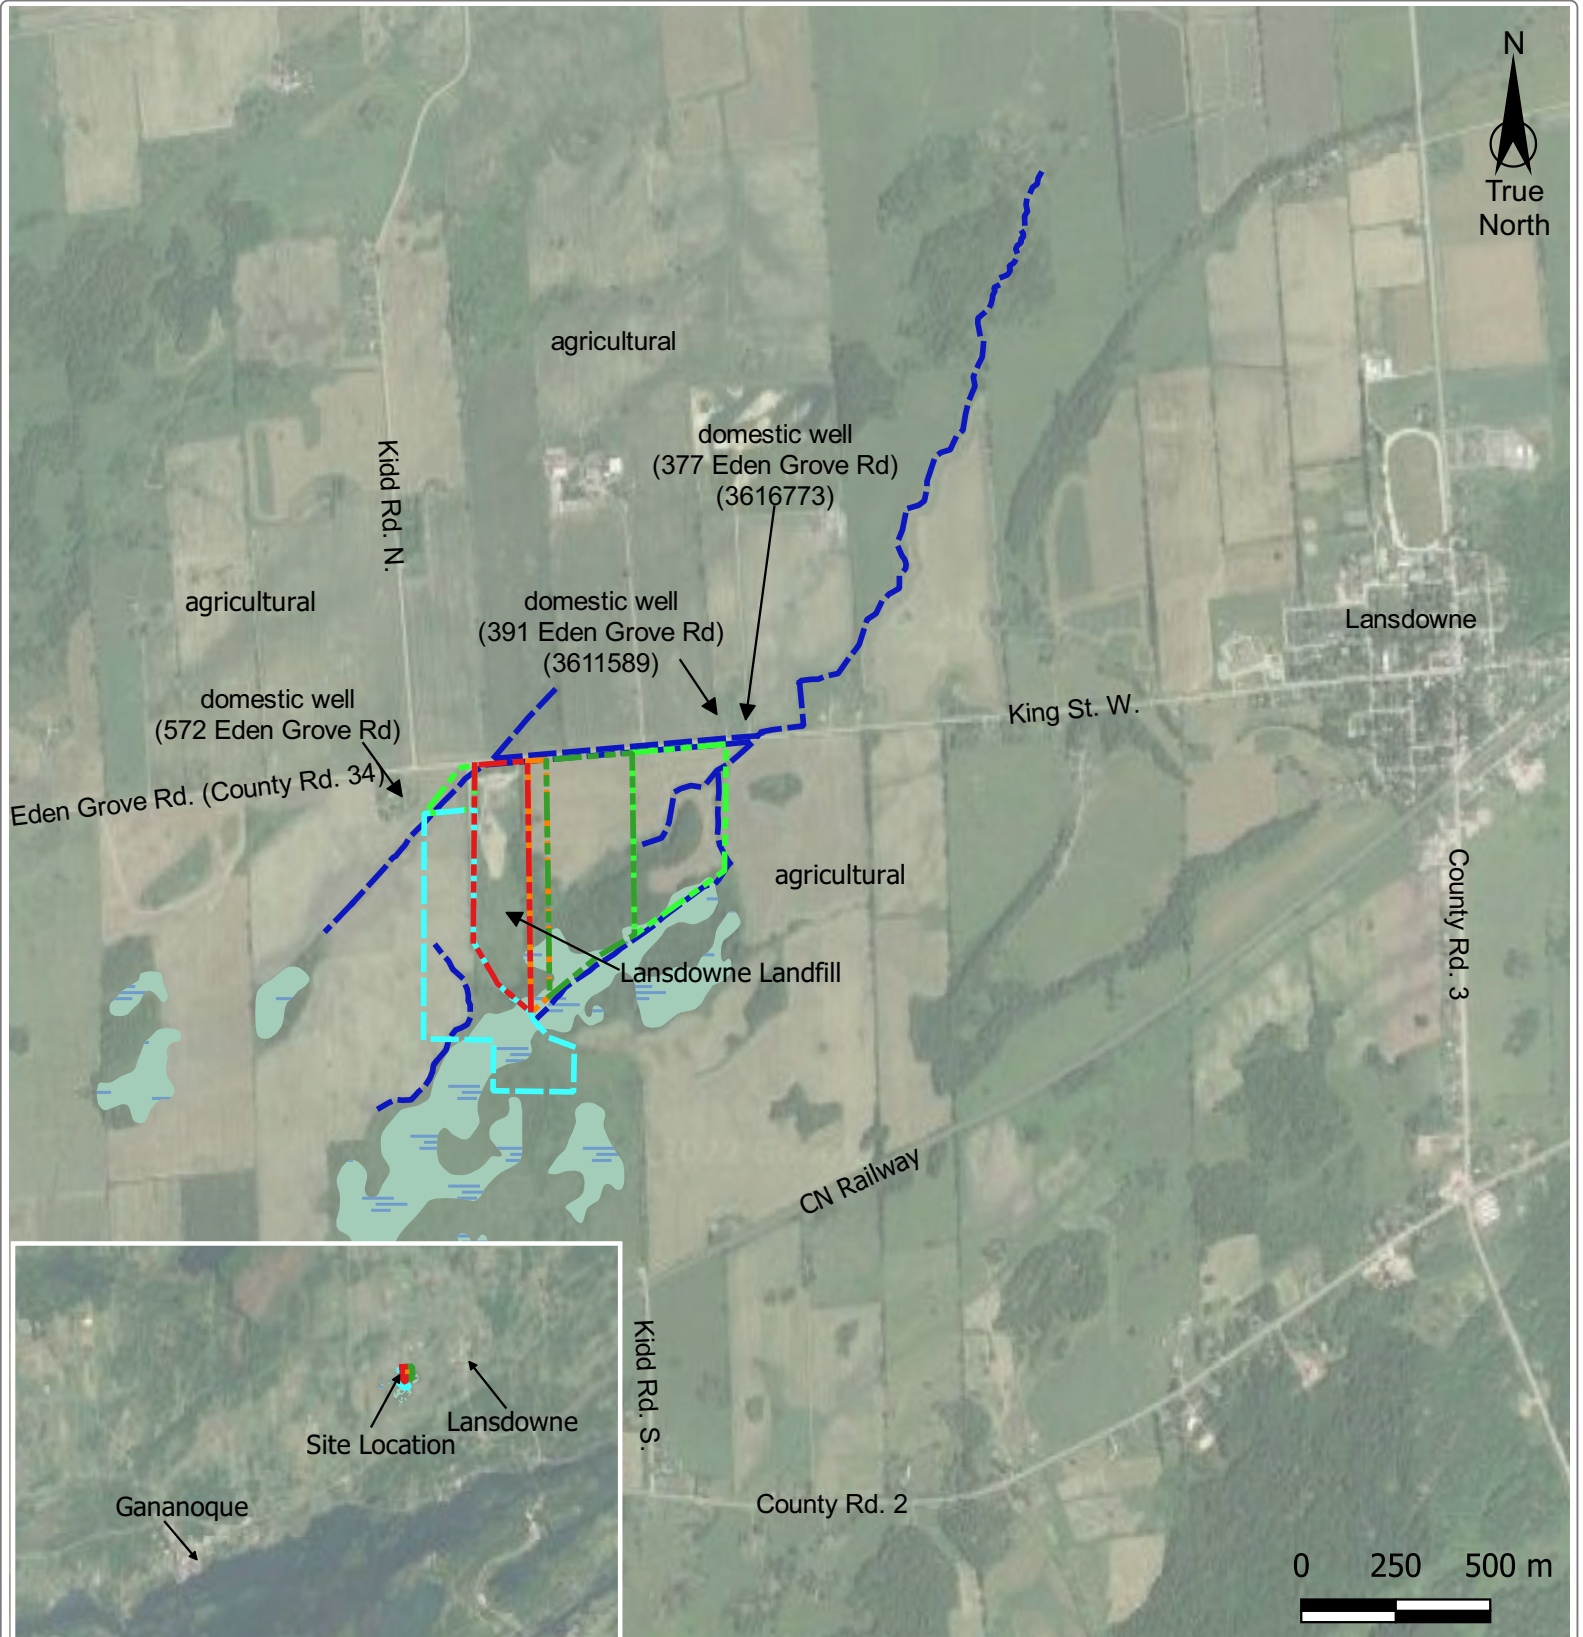 N
True
North
agricultural
domestic well
(377 Eden Grove Rd)
(3616773)
Kidd Rd. N.
agricultural
domestic well
(391 Eden Grove Rd)
(3611589)
Lansdowne
domestic well
(572 Eden Grove Rd)
King St. W.
Eden Grove Rd. (County Rd. 34)
agricultural
County Rd. 3
Lansdowne Landfill
CN Railway
Kidd Rd. S.
Lansdowne
Site Location
Gananoque
County Rd. 2
0 250 500 m